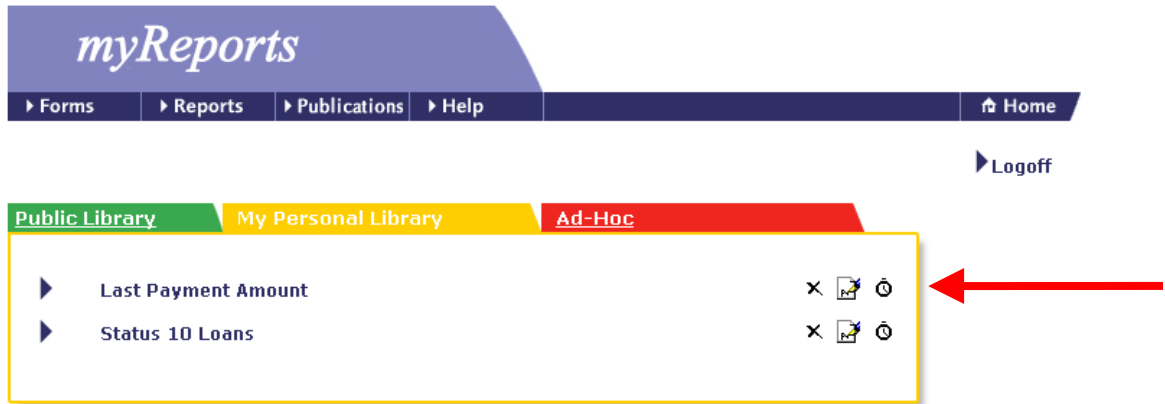 myReports
Forms Reports Publications Help Home
Logoff
Public Library My Personal Library Ad-Hoc
Last Payment Amount
Status 10 Loans